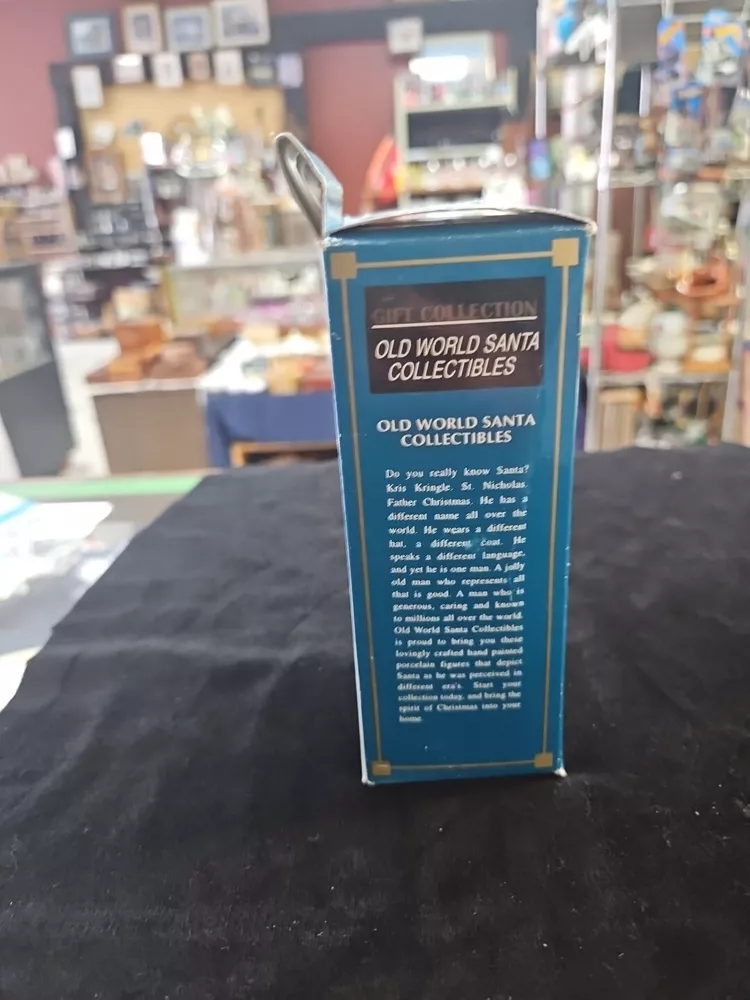 GIFT COLLECTION
OLD WORLD SANTA
COLLECTIBLES
OLD WORLD SANTA
COLLECTIBLES
Do you really know Santa?
Kris Kringle. St. Nicholas.
Father Christmas. He has a
different name all over the
world. He wears a different
hat, a different coat. He
speaks a different language,
and yet he is one man. A jolly
old man who represents all
that is good. A man who is
generous, caring and known
to millions all over the world.
Old World Santa Collectibles
is proud to bring you these
lovingly crafted hand painted
porcelain figures that depict
Santa as he was perceived in
different era's. Start your
collection today, and bring the
spirit of Christmas into your
home.